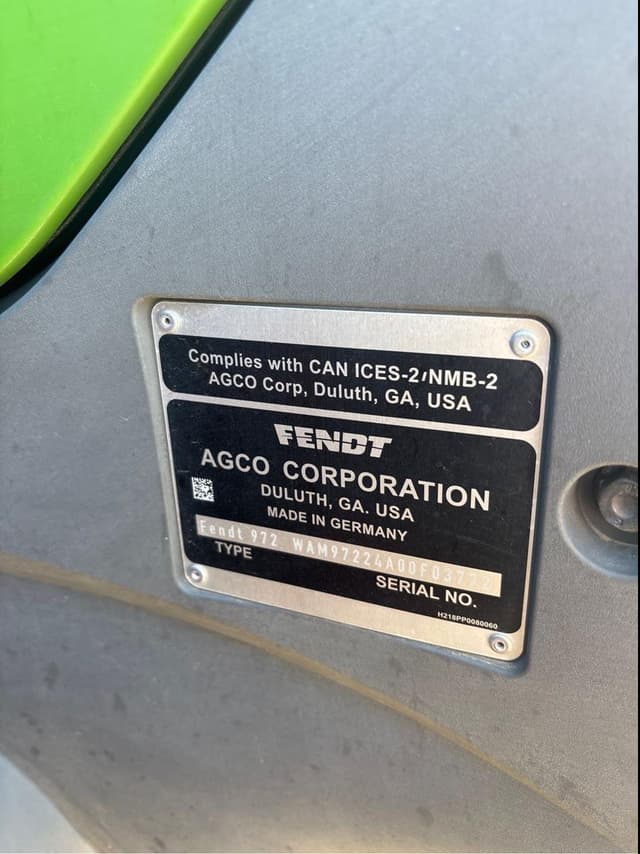 Complies with CAN ICES-2/NMB-2
AGCO Corp, Duluth, GA, USA
FENDT
AGCO CORPORATION
DULUTH, GA. USA
MADE IN GERMANY
Fendt 972
TYPE
SERIAL NO.
H218PP0080060